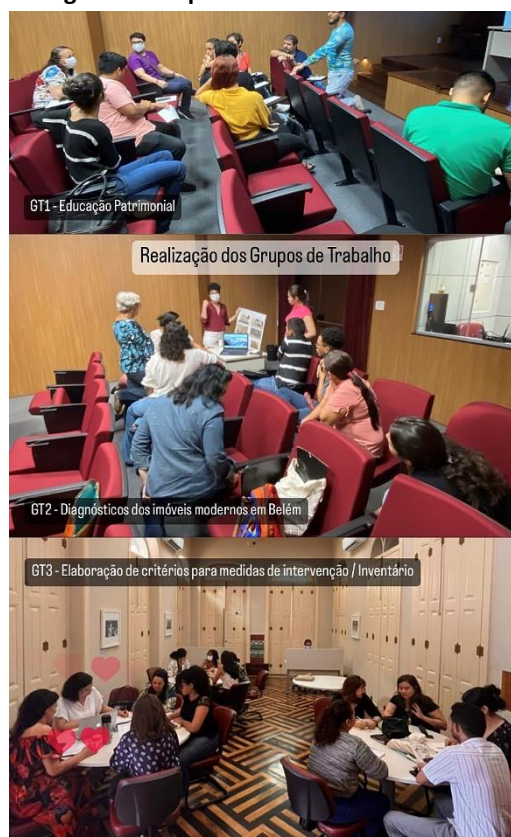 GT1 - Educação Patrimonial
Realização dos Grupos de Trabalho
GT2 - Diagnósticos dos imóveis modernos em Belém
GT3 - Elaboração de critérios para medidas de intervenção / Inventário